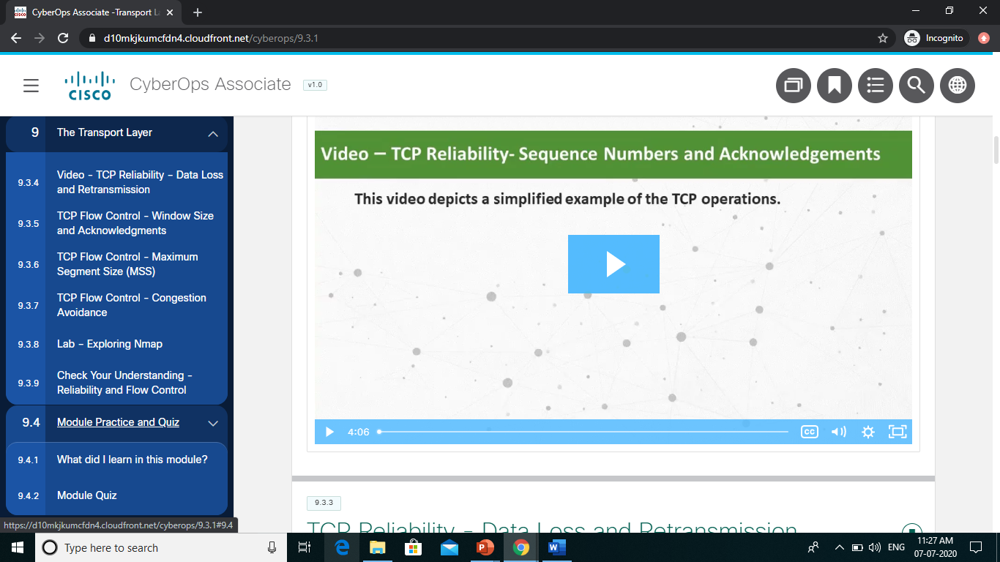 CyberOps Associate -Transport La
d10mkjkumcfdn4.cloudfront.net/cyberops/9.3.1
Incognito
CISCO
CyberOps Associate
v1.0
9 The Transport Layer
9.3.4 Video - TCP Reliability - Data Loss
and Retransmission
9.3.5 TCP Flow Control - Window Size
and Acknowledgments
9.3.6 TCP Flow Control - Maximum
Segment Size (MSS)
9.3.7 TCP Flow Control - Congestion
Avoidance
9.3.8 Lab - Exploring Nmap
9.3.9 Check Your Understanding -
Reliability and Flow Control
9.4 Module Practice and Quiz
9.4.1 What did I learn in this module?
9.4.2 Module Quiz
https://d10mkjkumcfdn4.cloudfront.net/cyberops/9.3.1#9.4
Video – TCP Reliability- Sequence Numbers and Acknowledgements
This video depicts a simplified example of the TCP operations.
4:06
CC
9.3.3
TCP Reliability - Data Loss and Retransmission
Type here to search
ENG
11:27 AM
07-07-2020